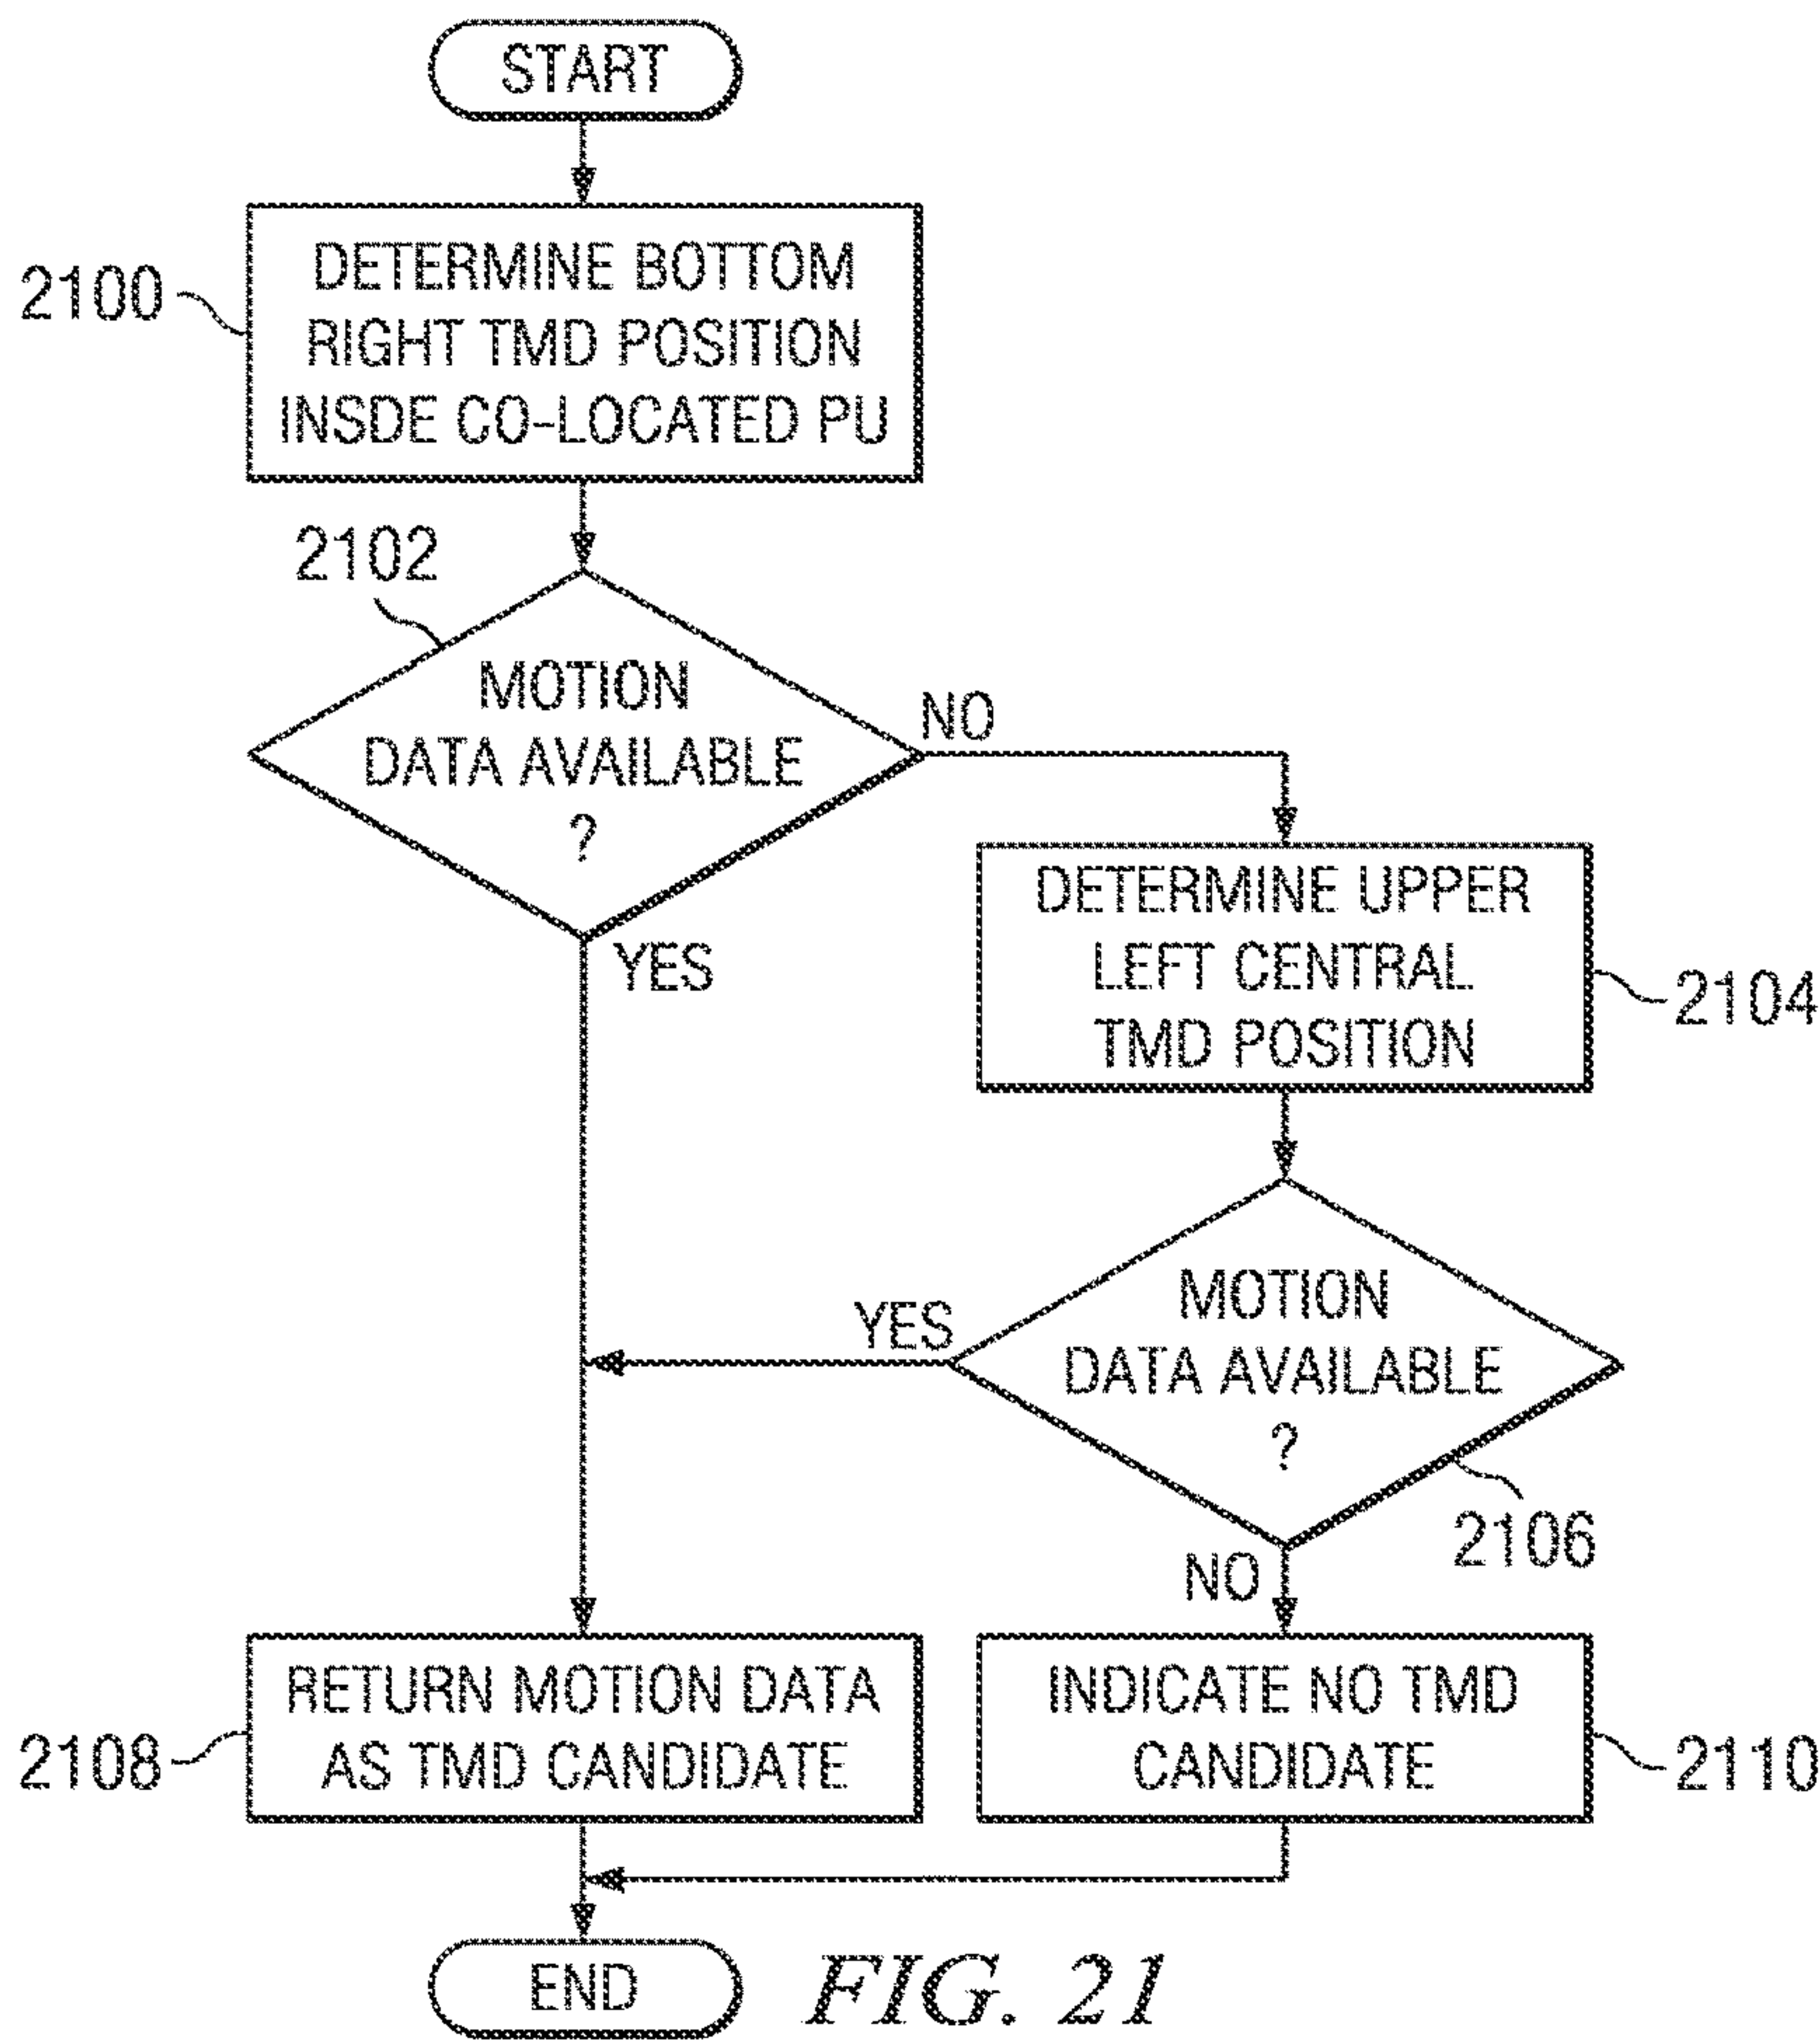 START
2100
DETERMINE BOTTOM
RIGHT TMD POSITION
INSDE CO-LOCATED PU
2102
MOTION
DATA AVAILABLE
?
NO
YES
DETERMINE UPPER
LEFT CENTRAL
TMD POSITION
2104
MOTION
DATA AVAILABLE
?
YES
2106
NO
2108
RETURN MOTION DATA
AS TMD CANDIDATE
INDICATE NO TMD
CANDIDATE
2110
END
FIG. 21